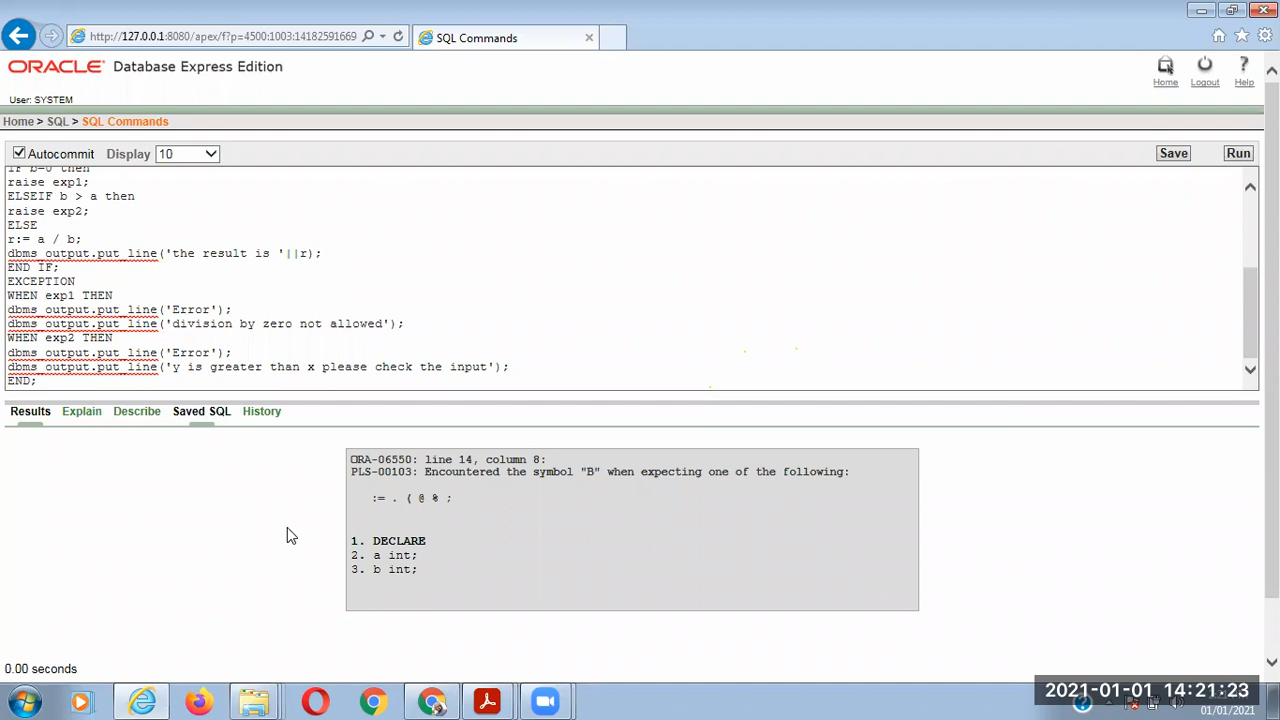 http://127.0.0.1:8080/apex/f?p=4500:1003:14182591669
SQL Commands
ORACLE Database Express Edition
Home Logout Help
User: SYSTEM
Home > SQL > SQL Commands
Autocommit Display 10 Save Run
IF b=0 then
raise exp1;
ELSEIF b > a then
raise exp2;
ELSE
r:= a / b;
dbms_output.put_line('the result is '||r);
END IF;
EXCEPTION
WHEN exp1 THEN
dbms_output.put_line('Error');
dbms_output.put_line('division by zero not allowed');
WHEN exp2 THEN
dbms_output.put_line('Error');
dbms_output.put_line('y is greater than x please check the input');
END;
Results Explain Describe Saved SQL History
ORA-06550: line 14, column 8:
PLS-00103: Encountered the symbol "B" when expecting one of the following:
:= . ( @ % ;
1. DECLARE
2. a int;
3. b int;
0.00 seconds
2021-01-01 14:21:23
01/01/2021